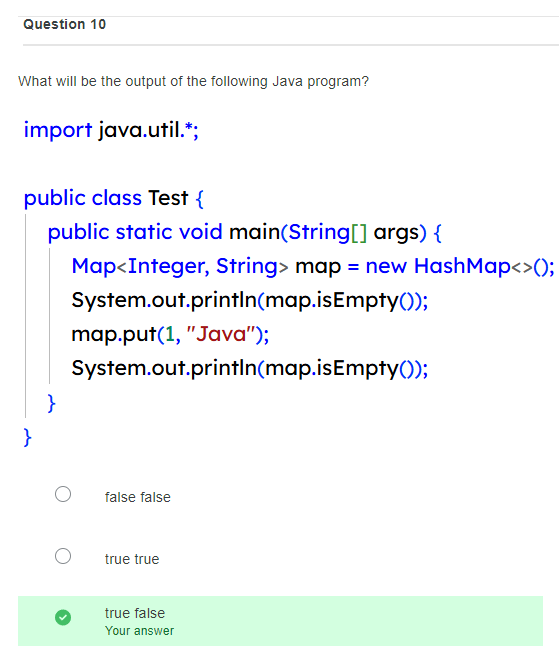 Question 10
What will be the output of the following Java program?
import java.util.*;
public class Test {
public static void main(String[] args) {
Map<Integer, String> map = new HashMap<>();
System.out.println(map.isEmpty());
map.put(1, "Java");
System.out.println(map.isEmpty());
}
}
false false
true true
true false
Your answer